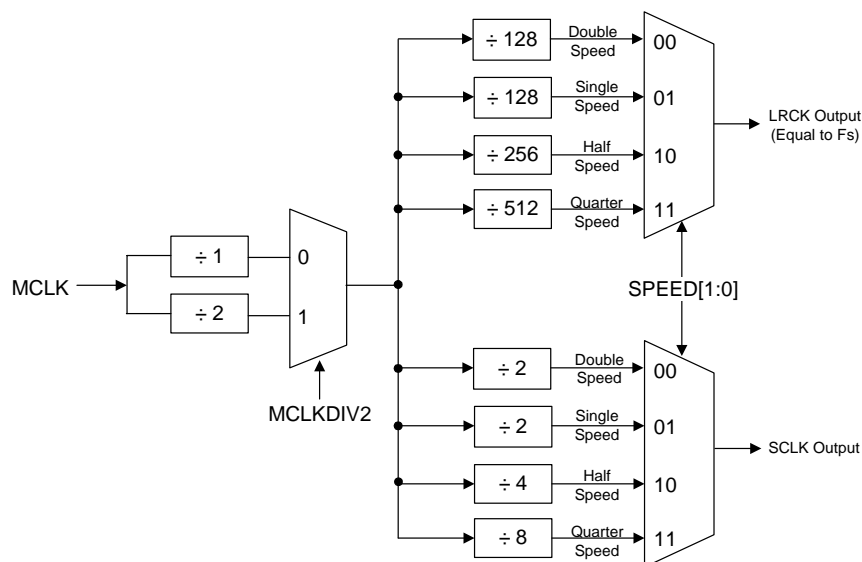 ÷ 128
Double
Speed
00
÷ 128
Single
Speed
01
÷ 256
Half
Speed
10
÷ 512
Quarter
Speed
11
LRCK Output
(Equal to Fs)
MCLK
÷ 1
0
÷ 2
1
MCLKDIV2
SPEED[1:0]
÷ 2
Double
Speed
00
÷ 2
Single
Speed
01
÷ 4
Half
Speed
10
÷ 8
Quarter
Speed
11
SCLK Output